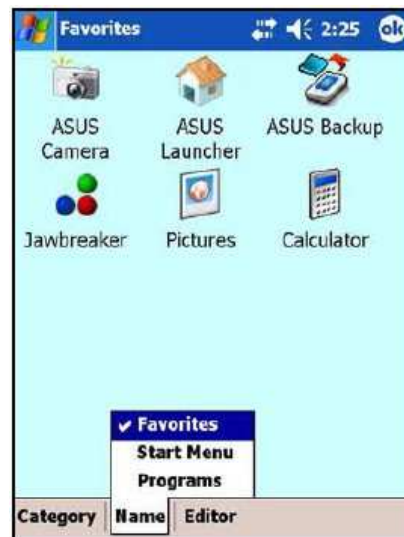 Favorites 2:25 ok
ASUS Camera
ASUS Launcher
ASUS Backup
Jawbreaker
Pictures
Calculator
Favorites
Start Menu
Programs
Category Name Editor